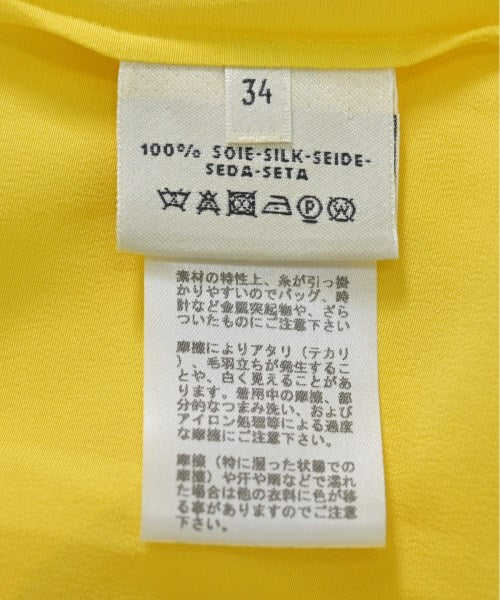 34
100% SOIE-SILK-SEIDE-
SEDA-SETA
P W
素材の特性上、糸が引っ掛
かりやすいのでバッグ、時
計など金属突起物や、ざら
ついたものにご注意下さい
摩擦によりアタリ（テカリ
）、毛羽立ちが発生するこ
とや、白く見えることがあ
ります。着用中の摩擦、部
分的なつまみ洗い、および
アイロン処理等による過度
な摩擦にご注意下さい。
摩擦（特に湿った状態での
摩擦）や汗や雨などで濡れ
た場合は他の衣料に色が移
る事がありますのでご注意
下さい。